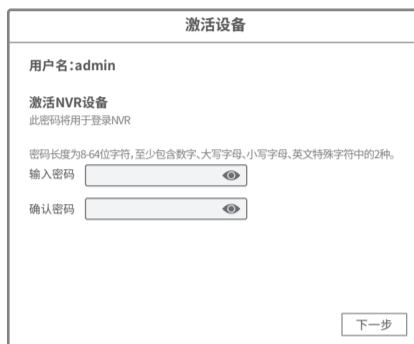 激活设备
用户名:admin
激活NVR设备
此密码将用于登录NVR
密码长度为8-64位字符,至少包含数字、大写字母、小写字母、英文特殊字符中的2种。
输入密码
确认密码
下一步